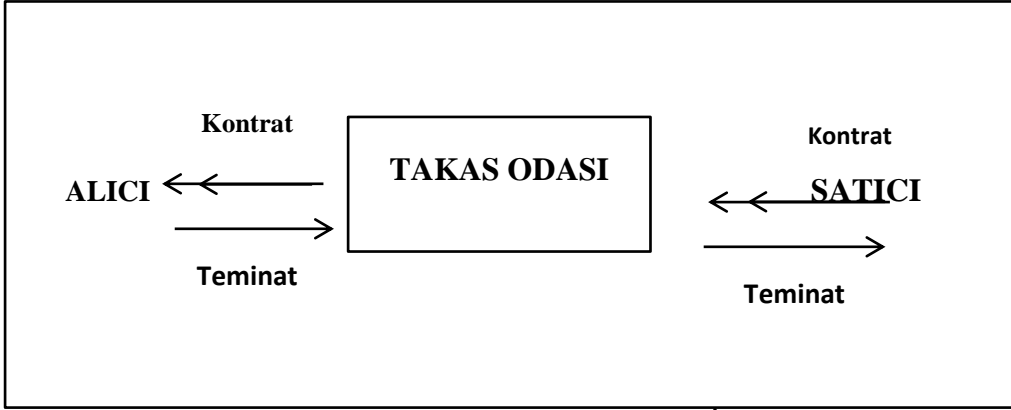 Kontrat
Kontrat
TAKAS ODASI
ALICI
SATICI
Teminat
Teminat